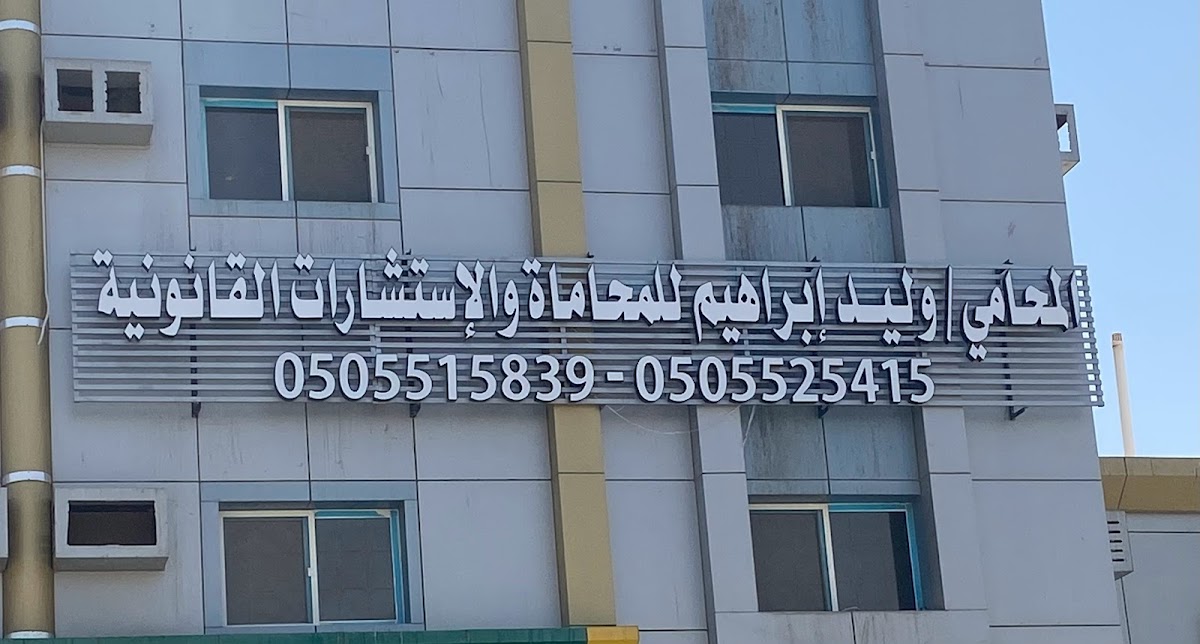 المحامي / وليد إبراهيم للمحاماة والإستشارات القانونية
0505515839 - 0505525415